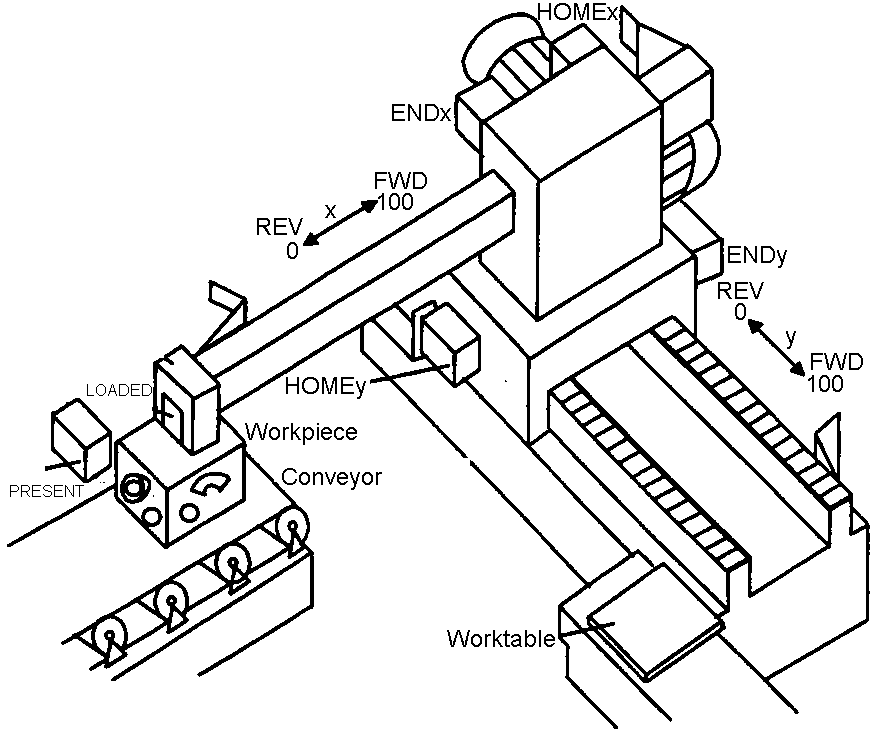 HOMEx
ENDx
FWD
100
x
REV
0
ENDy
REV
0
y
FWD
100
HOMEy
LOADED
Workpiece
Conveyor
PRESENT
Worktable